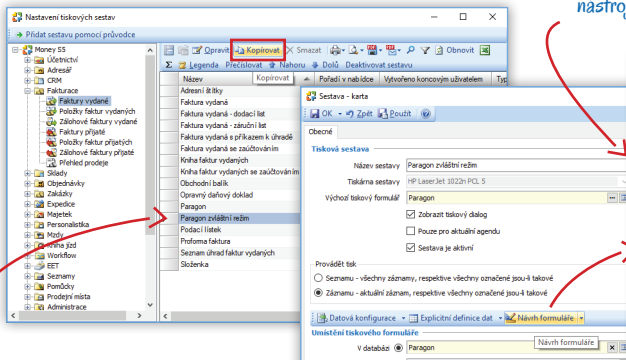 nástroj
Nastavení tiskových sestav
Přidat sestavu pomocí průvodce
Money S5
Účetnictví
Adresář
CRM
Fakturace
Faktury vydané
Položky faktur vydaných
Zálohové faktury vydané
Faktury přijaté
Položky faktur přijatých
Zálohové faktury přijaté
Přehled prodeje
Sklady
Objednávky
Zakázky
Expedice
Majetek
Personalistika
Mzdy
Kniha jízd
Workflow
EET
Seznamy
Pomůcky
Prodejní místa
Administrace
Opravit Kopírovat Smazat Obnovit
Legenda Přečíslovat Nahoru Dolů Deaktivovat sestavu
Kopírovat
Název Pořadí v nabídce Vytvořeno koncovým uživatelem Typ
Adresní štítky
Faktura vydaná
Faktura vydaná - dodací list
Faktura vydaná - záruční list
Faktura vydaná s příkazem k úhradě
Faktura vydaná se zaúčtováním
Kniha faktur vydaných
Kniha faktur vydaných se zaúčtováním
Obchodní balík
Opravný daňový doklad
Paragon
Paragon zvláštní režim
Podací lístek
Proforma faktura
Seznam úhrad faktur vydaných
Složenka
Sestava - karta
OK Zpět Použít
Obecné
Tisková sestava
Název sestavy Paragon zvláštní režim
Tiskárna sestavy HP LaserJet 1022n PCL 5
Výchozí tiskový formulář Paragon
Zobrazit tiskový dialog
Pouze pro aktuální agendu
Sestava je aktivní
Provádět tisk
Seznamu - všechny záznamy, respektive všechny označené jsou-li takové
Záznamu - aktuální záznam, respektive všechny označené jsou-li takové
Datová konfigurace Explicitní definice dat Návrh formuláře
Umístění tiskového formuláře
Návrh formuláře
V databázi Paragon